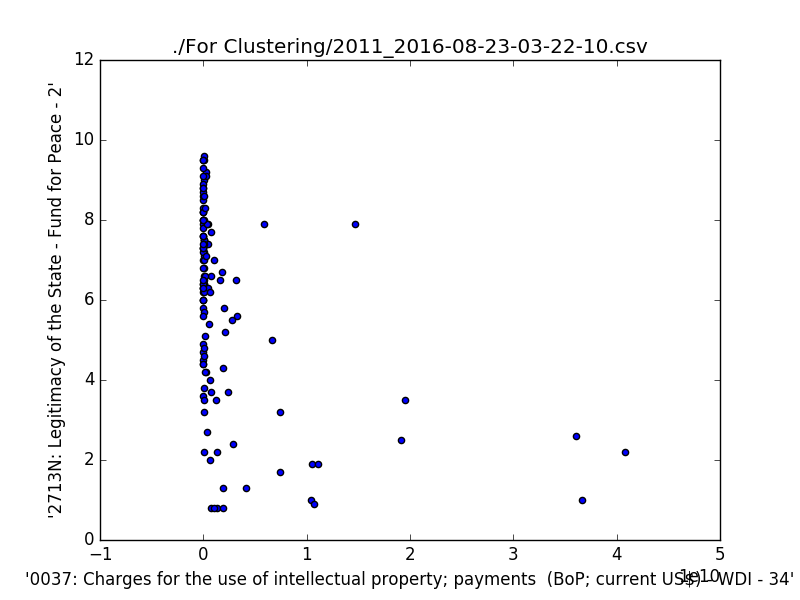 ./For Clustering/2011_2016-08-23-03-22-10.csv
'2713N: Legitimacy of the State - Fund for Peace - 2'
12
10
8
6
4
2
0
−1 0 1 2 3 4 5
1e10
'0037: Charges for the use of intellectual property; payments (BoP; current US$) - WDI - 34'